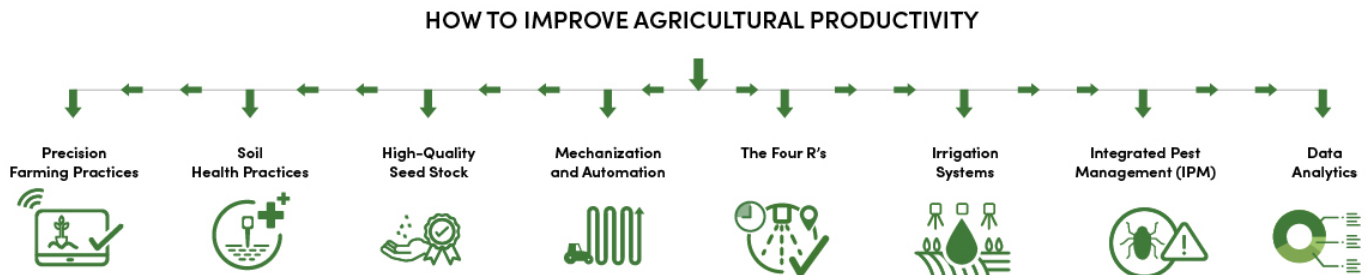 HOW TO IMPROVE AGRICULTURAL PRODUCTIVITY
Precision
Farming Practices
Soil
Health Practices
High-Quality
Seed Stock
Mechanization
and Automation
The Four R's
Irrigation
Systems
Integrated Pest
Management (IPM)
Data
Analytics